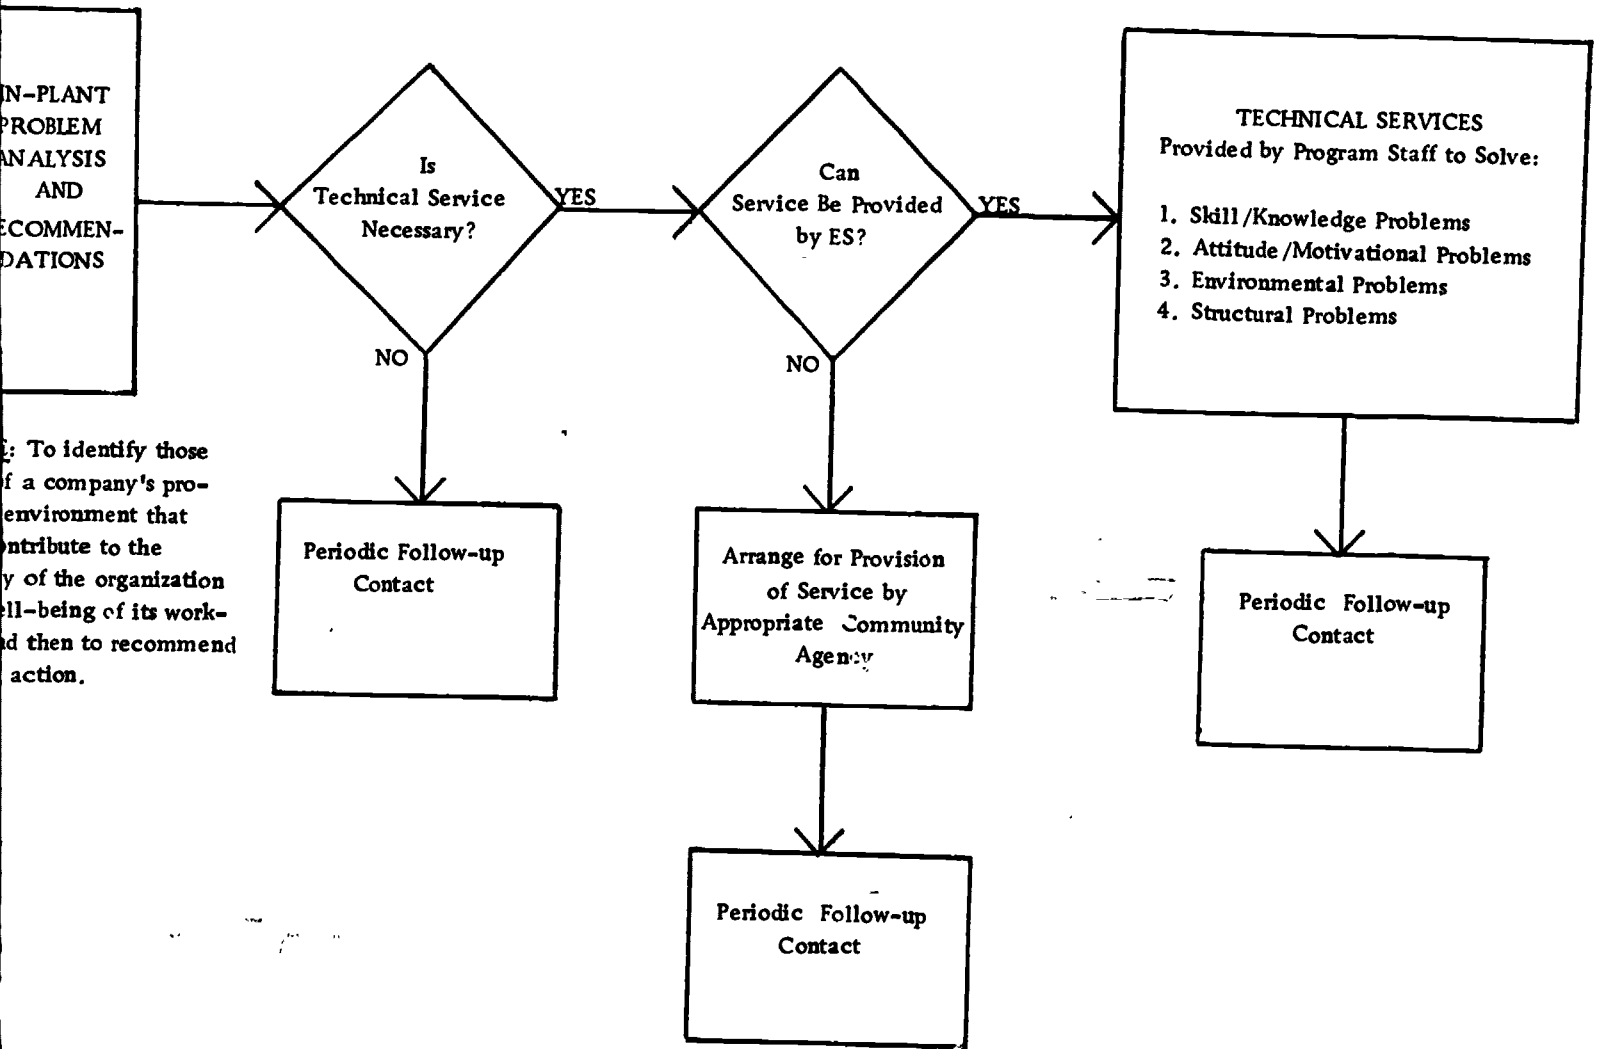 IN-PLANT
PROBLEM
ANALYSIS
AND
ECOMMEN-
DATIONS
Is
Technical Service
Necessary?
YES
NO
Can
Service Be Provided
by ES?
YES
NO
TECHNICAL SERVICES
Provided by Program Staff to Solve:
1. Skill/Knowledge Problems
2. Attitude/Motivational Problems
3. Environmental Problems
4. Structural Problems
: To identify those
f a company's pro-
environment that
ntribute to the
y of the organization
ell-being of its work-
d then to recommend
action.
Periodic Follow-up
Contact
Arrange for Provision
of Service by
Appropriate Community
Agency
Periodic Follow-up
Contact
Periodic Follow-up
Contact